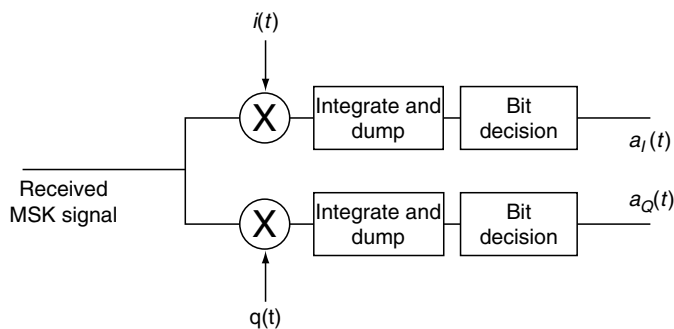 i(t)
X
Integrate and
dump
Bit
decision
a_I(t)
Received
MSK signal
X
Integrate and
dump
Bit
decision
a_Q(t)
q(t)